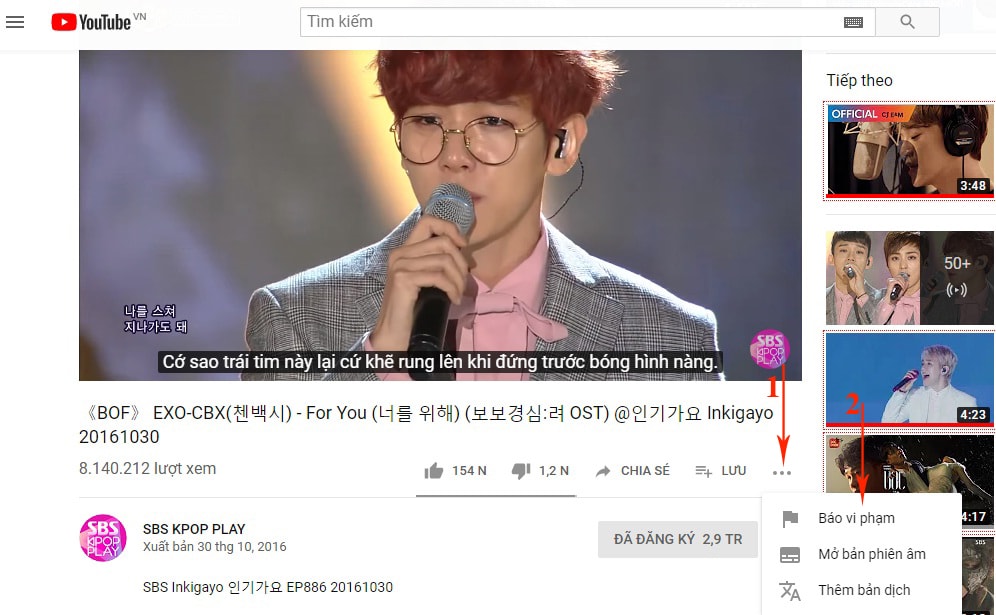 YouTube VN
Tìm kiếm
나를 스쳐
지나가도 돼
Cớ sao trái tim này lại cứ khẽ rung lên khi đứng trước bóng hình nàng.
SBS
KPOP
PLAY
1
《BOF》 EXO-CBX(첸백시) - For You (너를 위해) (보보경심:려 OST) @인기가요 Inkigayo
20161030
8.140.212 lượt xem
154 N
1,2 N
CHIA SẺ
LƯU
SBS
KPOP
PLAY
SBS KPOP PLAY
Xuất bản 30 thg 10, 2016
ĐÃ ĐĂNG KÝ 2,9 TR
SBS Inkigayo 인기가요 EP886 20161030
Tiếp theo
OFFICIAL CJ E&M
3:48
50+
4:23
2
4:17
SBS
Báo vi phạm
Mở bản phiên âm
Thêm bản dịch